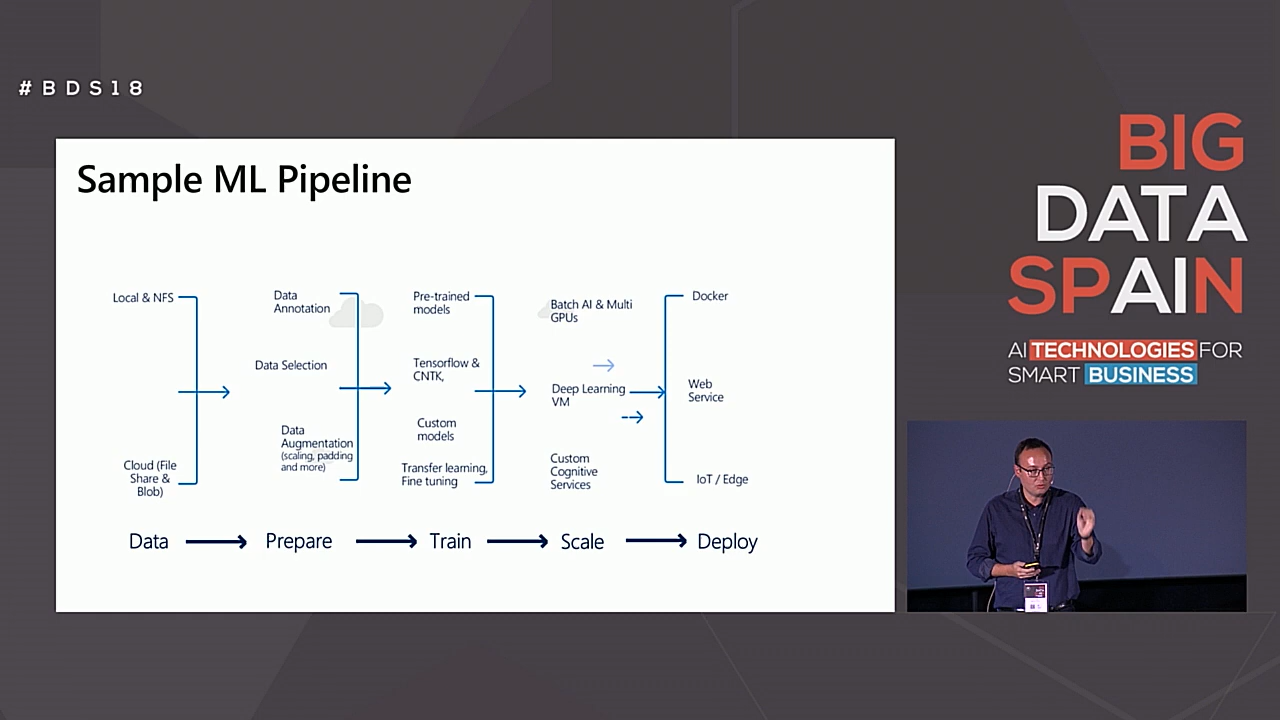 #BDS18
Sample ML Pipeline
Local & NFS
Cloud (File
Share &
Blob)
Data
Annotation
Data Selection
Data
Augmentation
(scaling, padding
and more)
Pre-trained
models
Tensorflow &
CNTK,
Custom
models
Transfer learning,
Fine tuning
Batch AI & Multi
GPUs
Deep Learning
VM
Custom
Cognitive
Services
Docker
Web
Service
IoT / Edge
Data
Prepare
Train
Scale
Deploy
BIG
DATA
SPAIN
AI TECHNOLOGIES FOR
SMART BUSINESS